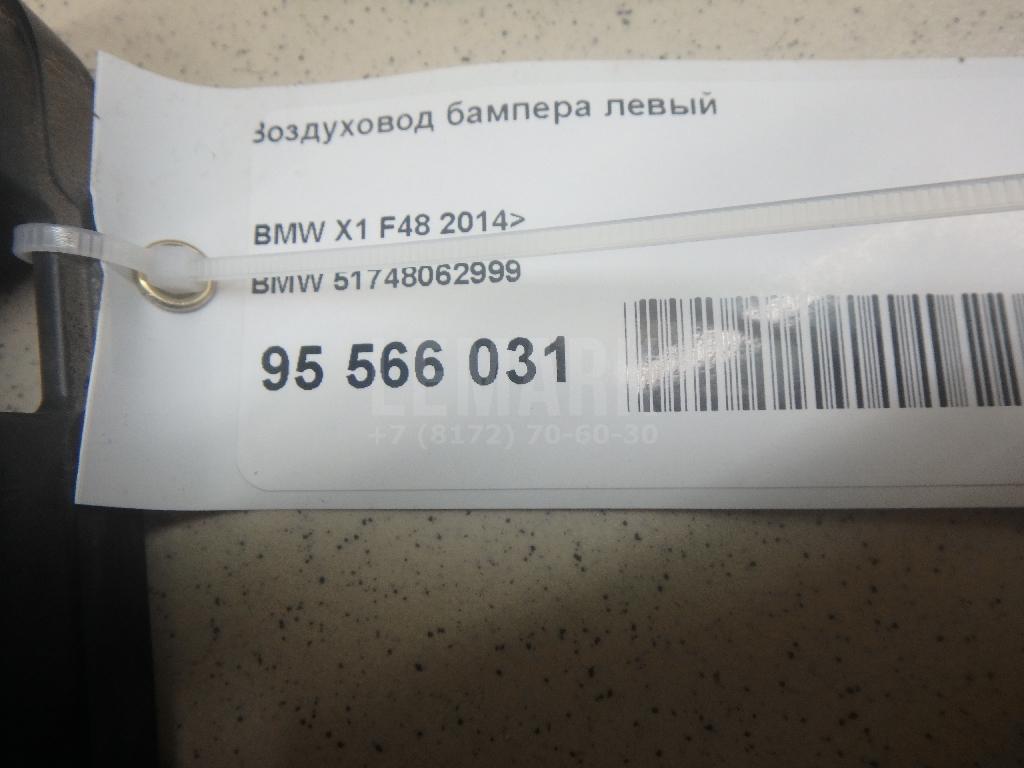 Воздуховод бампера левый
BMW X1 F48 2014>
BMW 51748062999
95 566 031
+7 (8172) 70-60-30